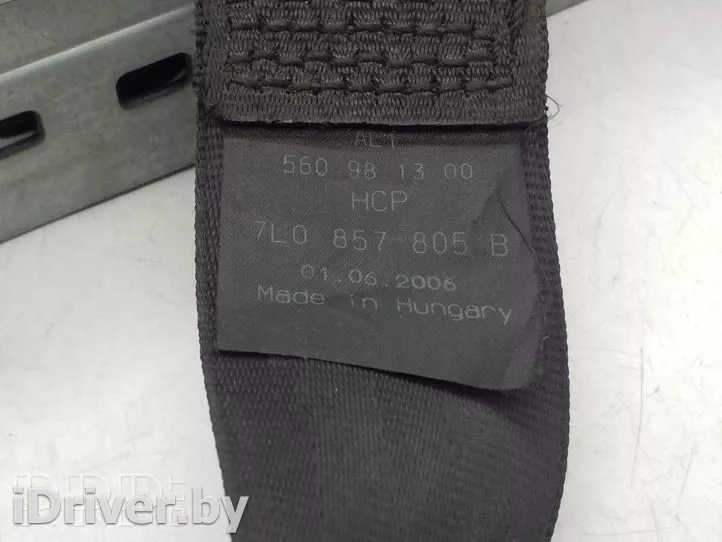 560 98 13 00
HCP
7L0 857 805 B
01.06.2006
Made in Hungary
iDriver.by